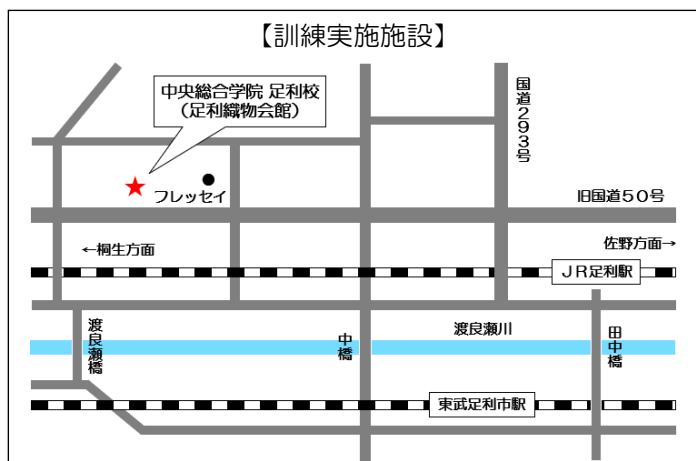 【訓練実施施設】
中央総合学院 足利校
（足利織物会館）
国道２９３号
フレッセイ
旧国道５０号
←桐生方面
佐野方面→
ＪＲ足利駅
渡良瀬橋
中橋
渡良瀬川
田中橋
東武足利市駅